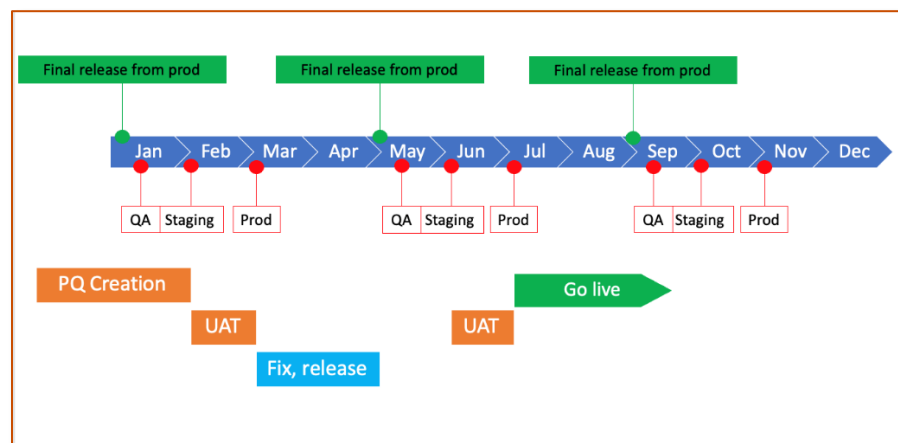 Final release from prod
Final release from prod
Final release from prod
Jan Feb Mar Apr May Jun Jul Aug Sep Oct Nov Dec
QA Staging Prod QA Staging Prod QA Staging Prod
PQ Creation
Go live
UAT
UAT
Fix, release